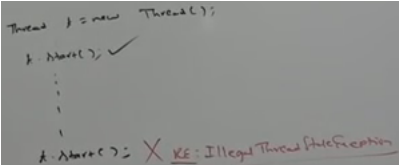 Thread t = new Thread();
t.start(); ✓
t.start(); X RE: IllegalThreadStateException